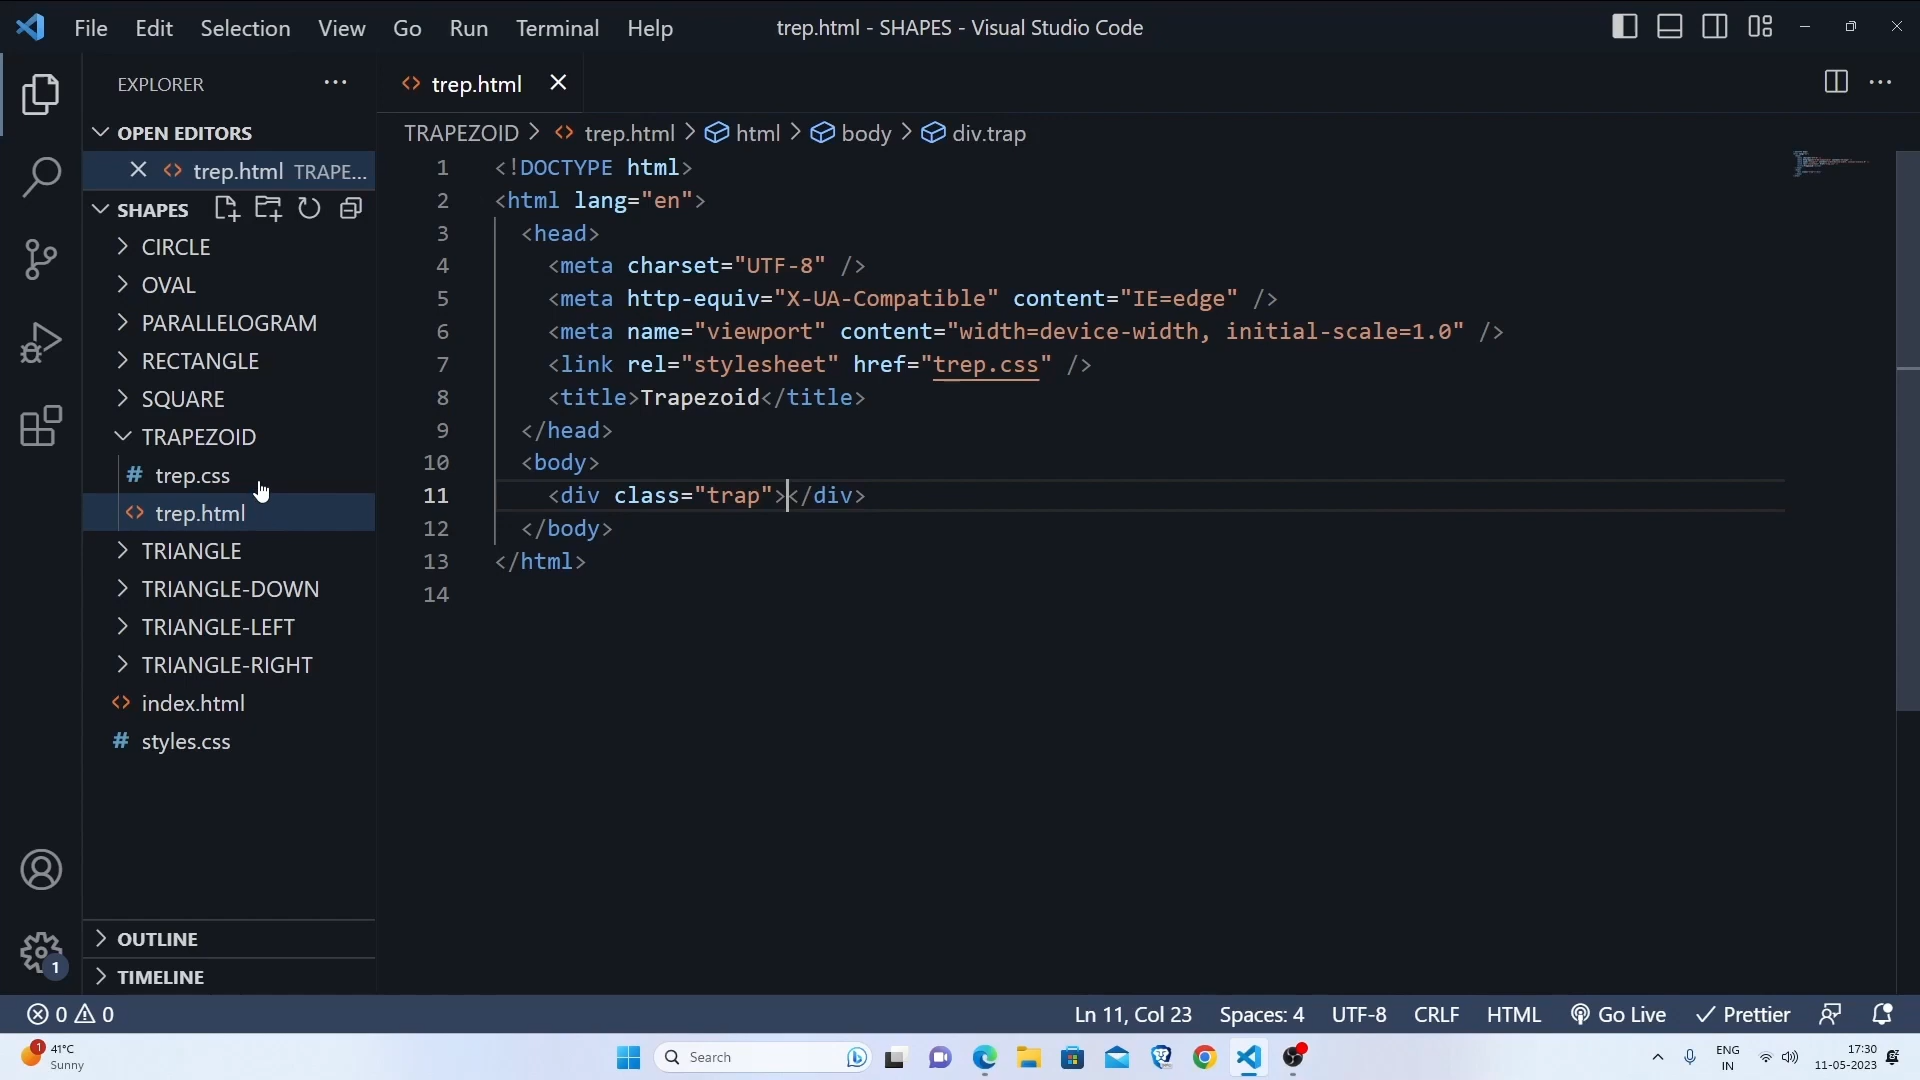 File Edit Selection View Go Run Terminal Help
trep.html - SHAPES - Visual Studio Code
EXPLORER
OPEN EDITORS
trep.html TRAPE...
SHAPES
CIRCLE
OVAL
PARALLELOGRAM
RECTANGLE
SQUARE
TRAPEZOID
trep.css
trep.html
TRIANGLE
TRIANGLE-DOWN
TRIANGLE-LEFT
TRIANGLE-RIGHT
index.html
styles.css
OUTLINE
TIMELINE
1
trep.html
TRAPEZOID > trep.html > html > body > div.trap
1 <!DOCTYPE html>
2 <html lang="en">
3 <head>
4 <meta charset="UTF-8" />
5 <meta http-equiv="X-UA-Compatible" content="IE=edge" />
6 <meta name="viewport" content="width=device-width, initial-scale=1.0" />
7 <link rel="stylesheet" href="trep.css" />
8 <title>Trapezoid</title>
9 </head>
10 <body>
11 <div class="trap"></div>
12 </body>
13 </html>
14
0 0
Ln 11, Col 23 Spaces: 4 UTF-8 CRLF HTML Go Live Prettier
1
41°C
Sunny
Search
ENG
IN
17:30
11-05-2023